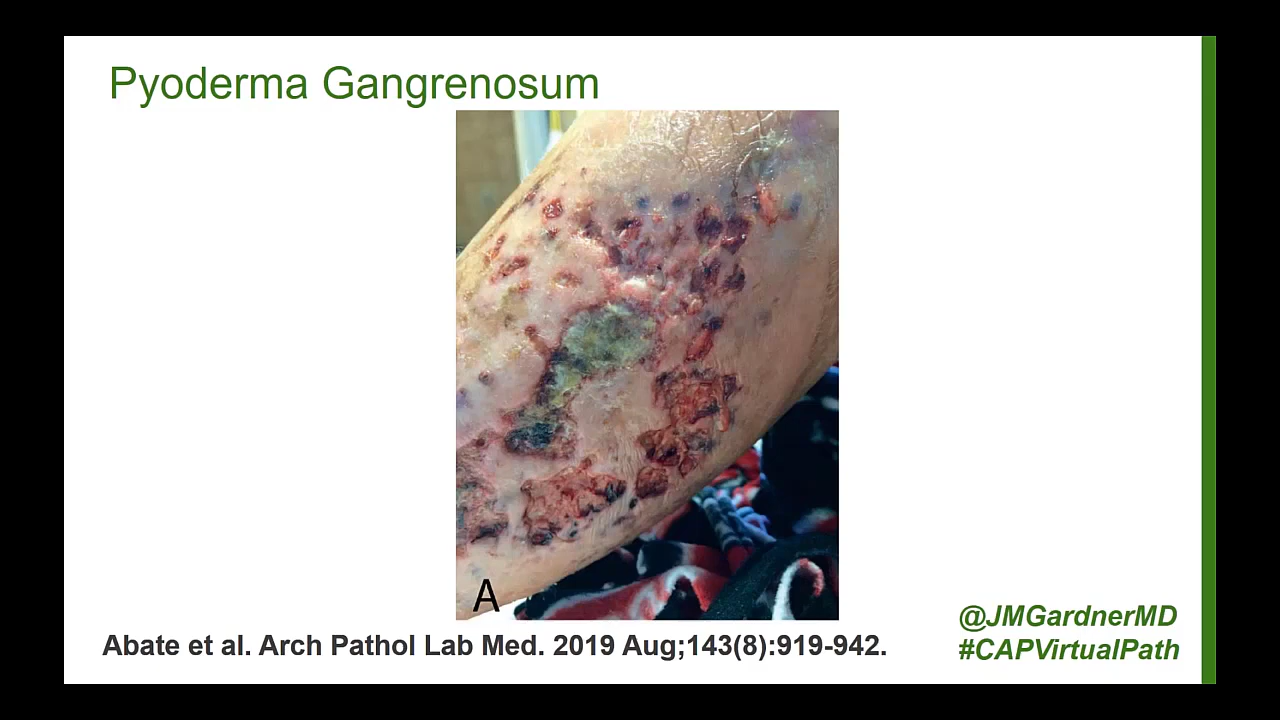 Pyoderma Gangrenosum
A
Abate et al. Arch Pathol Lab Med. 2019 Aug;143(8):919-942.
@JMGardnerMD
#CAPVirtualPath